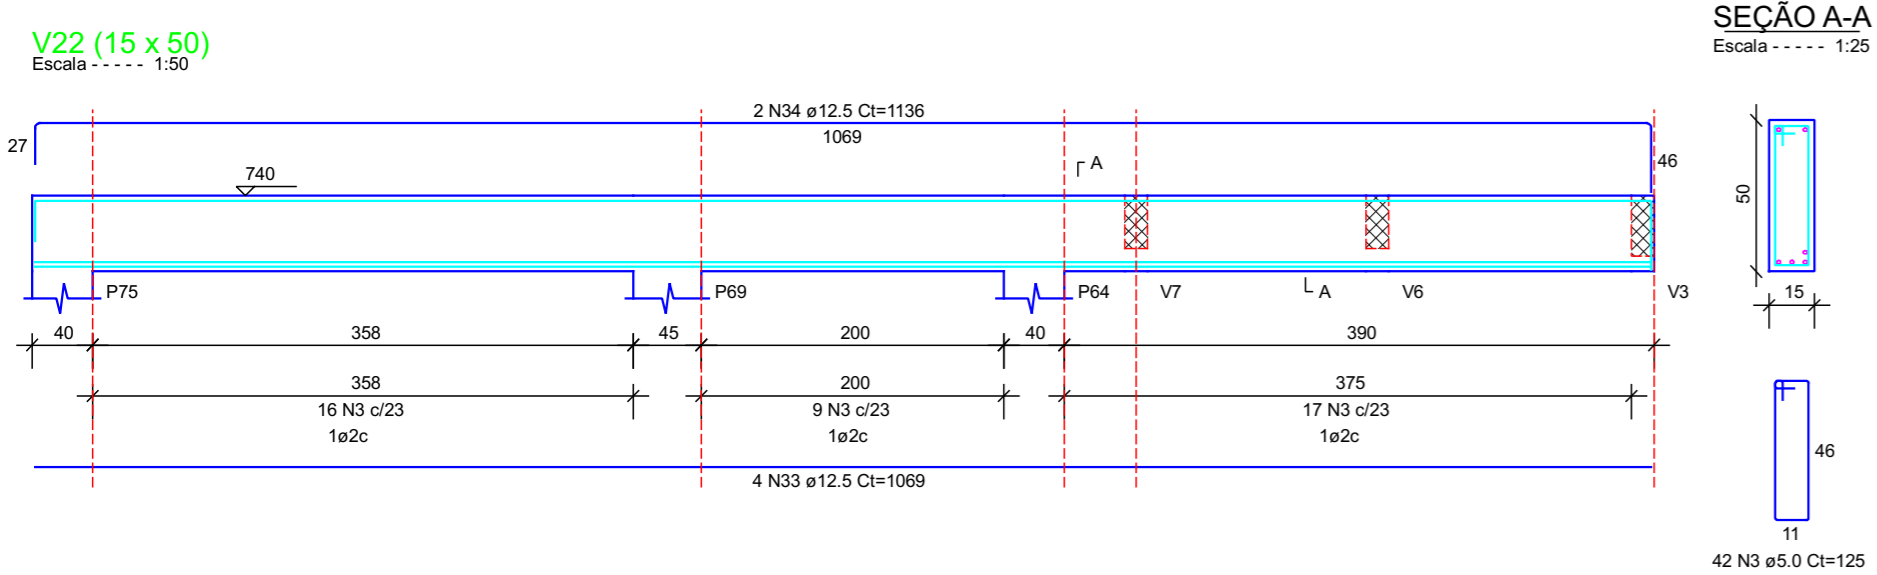 V22 (15 x 50)
Escala - - - - - 1:50
SEÇÃO A-A
Escala - - - - - 1:25
2 N34 ø12.5 Ct=1136
1069
27
46
740
A
50
P75
P69
P64
V7
A
V6
V3
15
40
358
45
200
40
390
358
200
375
16 N3 c/23
9 N3 c/23
17 N3 c/23
1ø2c
1ø2c
1ø2c
46
4 N33 ø12.5 Ct=1069
11
42 N3 ø5.0 Ct=125